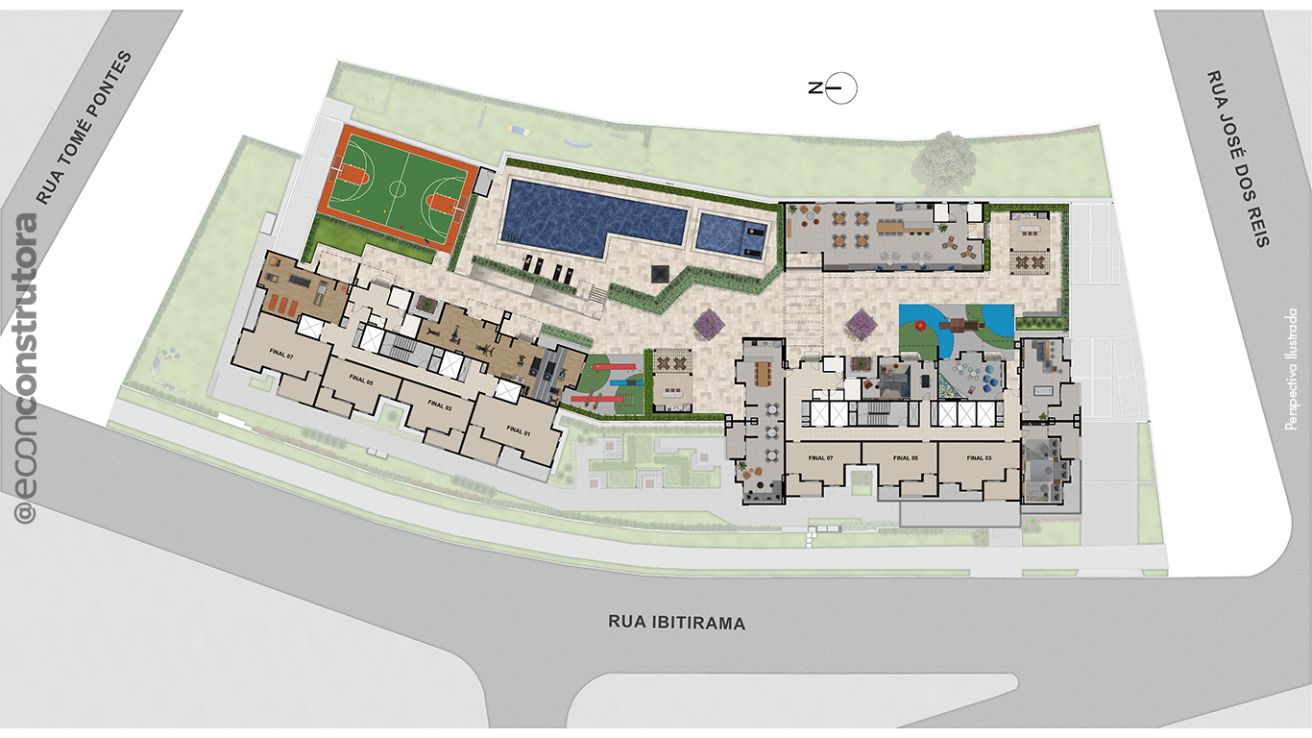 RUA TOMÉ PONTES
N
RUA JOSÉ DOS REIS
@econconstrutora
Perspectiva Ilustrada
FINAL 07
FINAL 05
FINAL 03
FINAL 01
FINAL 07
FINAL 05
FINAL 03
RUA IBITIRAMA